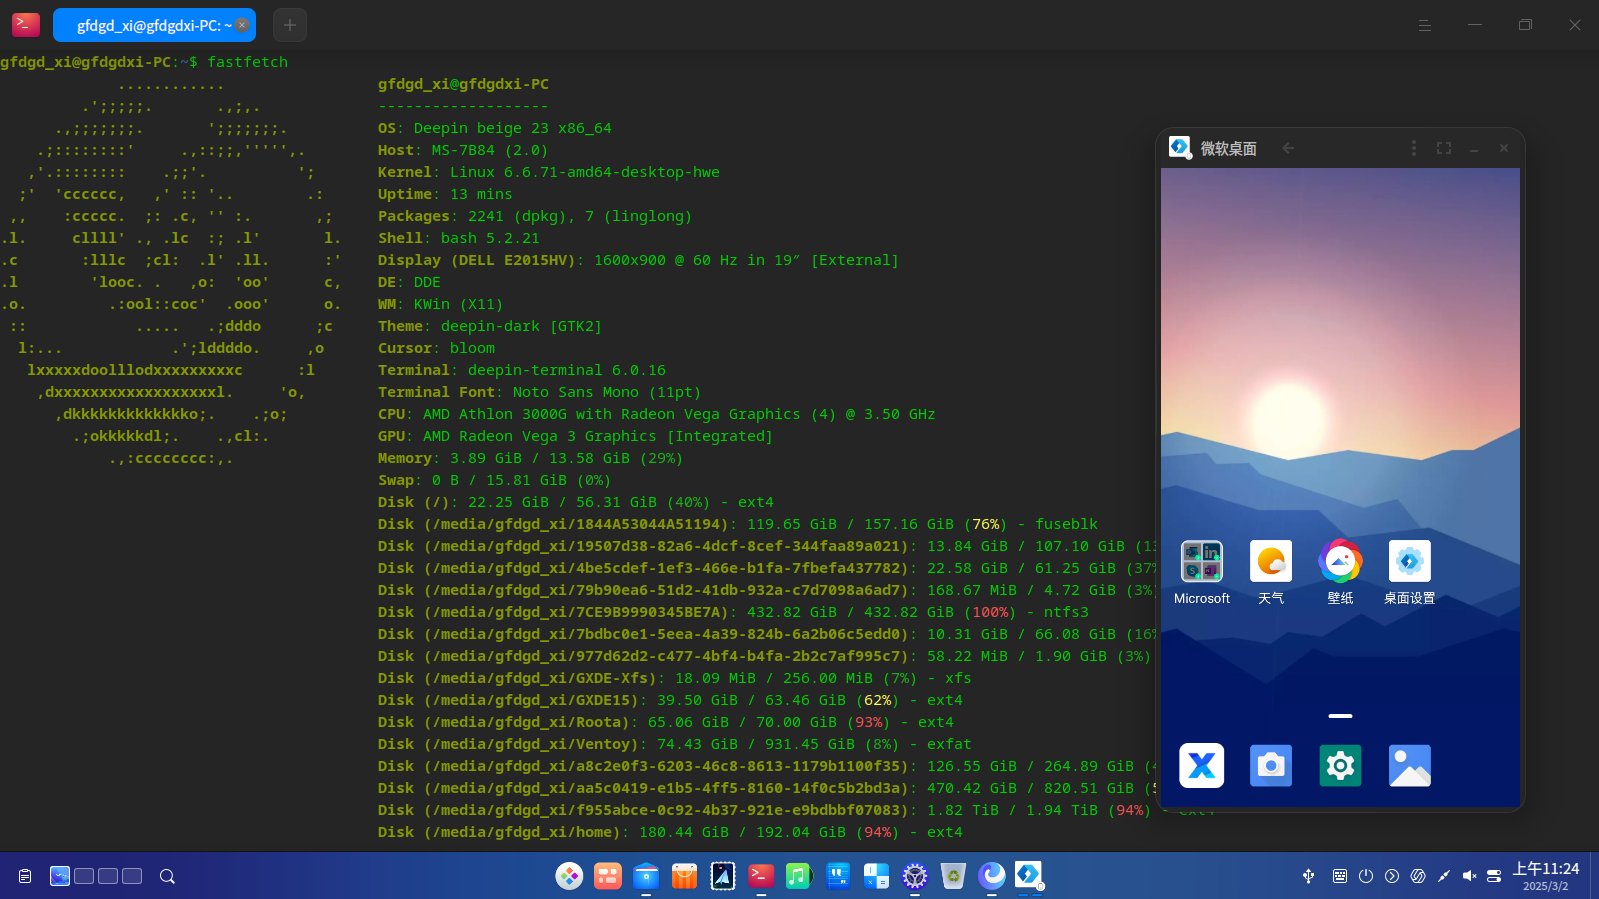 gfdgd_xi@gfdgdxi-PC: ~
gfdgd_xi@gfdgdxi-PC:~$ fastfetch
gfdgd_xi@gfdgdxi-PC
-------------------
OS: Deepin beige 23 x86_64
Host: MS-7B84 (2.0)
Kernel: Linux 6.6.71-amd64-desktop-hwe
Uptime: 13 mins
Packages: 2241 (dpkg), 7 (linglong)
Shell: bash 5.2.21
Display (DELL E2015HV): 1600x900 @ 60 Hz in 19″ [External]
DE: DDE
WM: KWin (X11)
Theme: deepin-dark [GTK2]
Cursor: bloom
Terminal: deepin-terminal 6.0.16
Terminal Font: Noto Sans Mono (11pt)
CPU: AMD Athlon 3000G with Radeon Vega Graphics (4) @ 3.50 GHz
GPU: AMD Radeon Vega 3 Graphics [Integrated]
Memory: 3.89 GiB / 13.58 GiB (29%)
Swap: 0 B / 15.81 GiB (0%)
Disk (/): 22.25 GiB / 56.31 GiB (40%) - ext4
Disk (/media/gfdgd_xi/1844A53044A51194): 119.65 GiB / 157.16 GiB (76%) - fuseblk
Disk (/media/gfdgd_xi/19507d38-82a6-4dcf-8cef-344faa89a021): 13.84 GiB / 107.10 GiB (13
Disk (/media/gfdgd_xi/4be5cdef-1ef3-466e-b1fa-7fbefa437782): 22.58 GiB / 61.25 GiB (37%
Disk (/media/gfdgd_xi/79b90ea6-51d2-41db-932a-c7d7098a6ad7): 168.67 MiB / 4.72 GiB (3%)
Disk (/media/gfdgd_xi/7CE9B9990345BE7A): 432.82 GiB / 432.82 GiB (100%) - ntfs3
Disk (/media/gfdgd_xi/7bdbc0e1-5eea-4a39-824b-6a2b06c5edd0): 10.31 GiB / 66.08 GiB (16%
Disk (/media/gfdgd_xi/977d62d2-c477-4bf4-b4fa-2b2c7af995c7): 58.22 MiB / 1.90 GiB (3%)
Disk (/media/gfdgd_xi/GXDE-Xfs): 18.09 MiB / 256.00 MiB (7%) - xfs
Disk (/media/gfdgd_xi/GXDE15): 39.50 GiB / 63.46 GiB (62%) - ext4
Disk (/media/gfdgd_xi/Roota): 65.06 GiB / 70.00 GiB (93%) - ext4
Disk (/media/gfdgd_xi/Ventoy): 74.43 GiB / 931.45 GiB (8%) - exfat
Disk (/media/gfdgd_xi/a8c2e0f3-6203-46c8-8613-1179b1100f35): 126.55 GiB / 264.89 GiB (4
Disk (/media/gfdgd_xi/aa5c0419-e1b5-4ff5-8160-14f0c5b2bd3a): 470.42 GiB / 820.51 GiB (5
Disk (/media/gfdgd_xi/f955abce-0c92-4b37-921e-e9bdbbf07083): 1.82 TiB / 1.94 TiB (94%) - ext4
Disk (/media/gfdgd_xi/home): 180.44 GiB / 192.04 GiB (94%) - ext4
微软桌面
Microsoft
天气
壁纸
桌面设置
上午11:24
2025/3/2